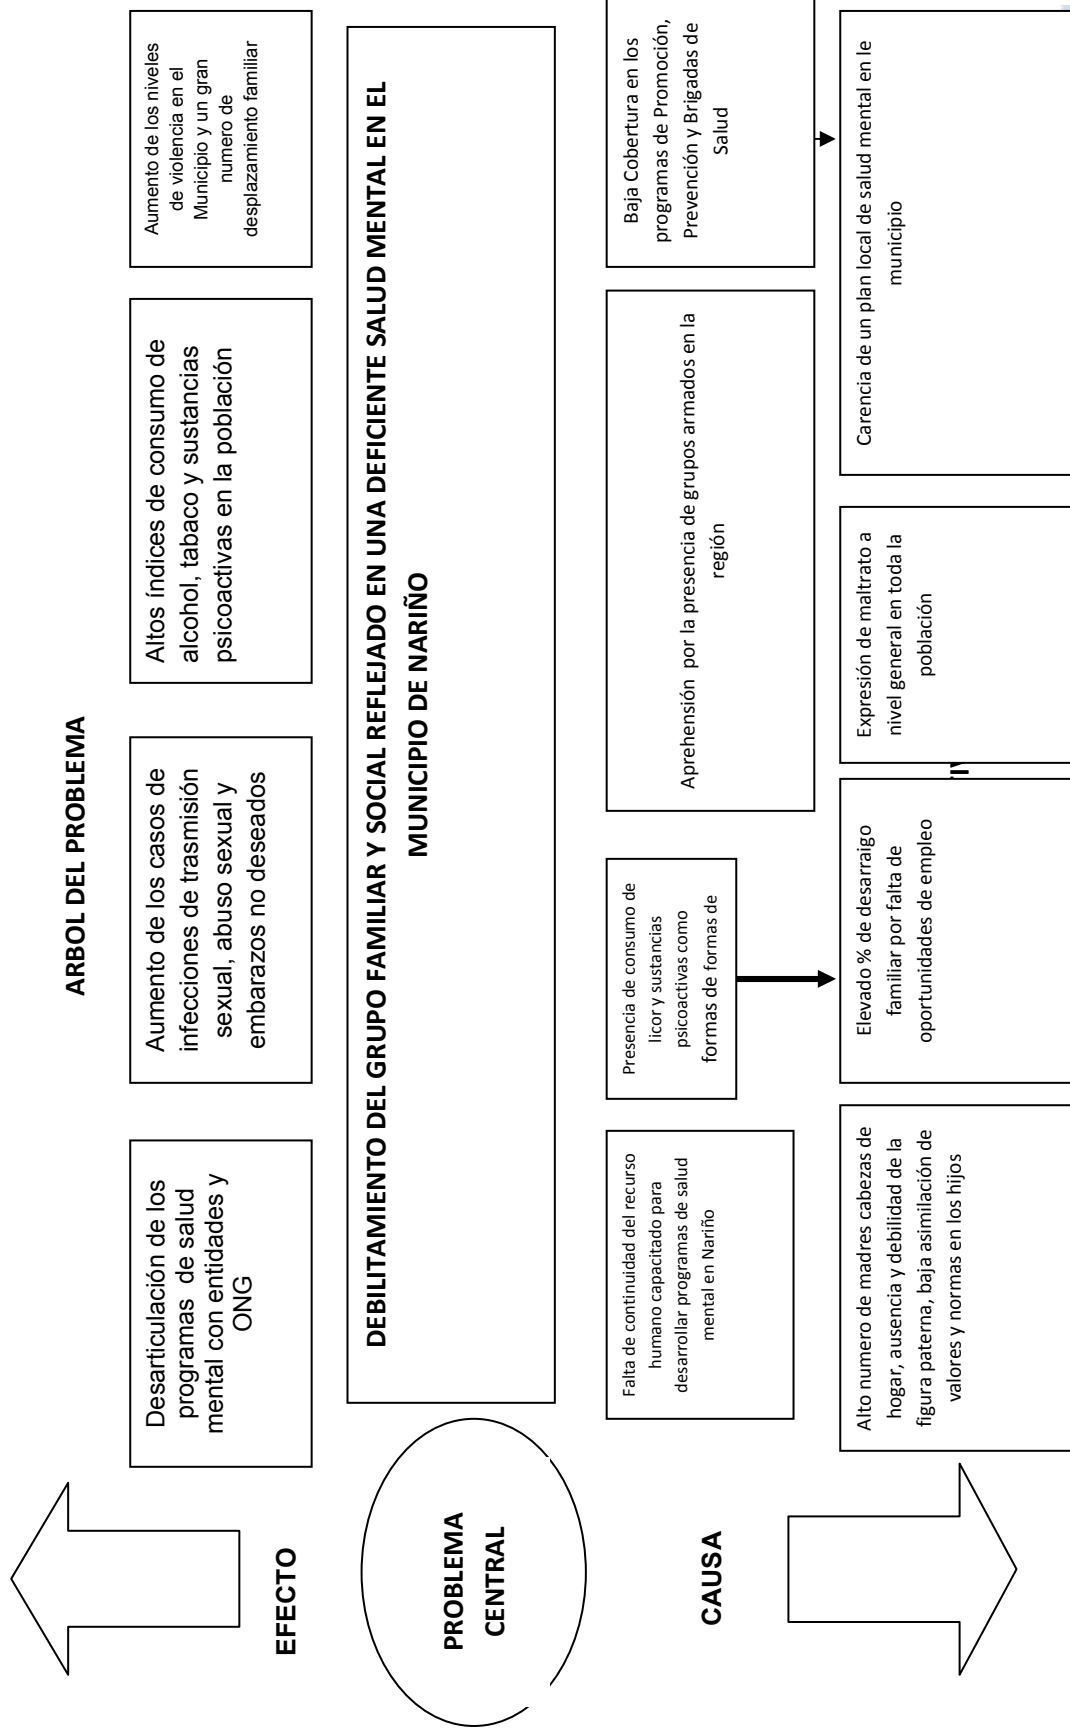 ARBOL DEL PROBLEMA
EFECTO
Desarticulación de los
programas de salud
mental con entidades y
ONG
Aumento de los casos de
infecciones de trasmisión
sexual, abuso sexual y
embarazos no deseados
Altos índices de consumo de
alcohol, tabaco y sustancias
psicoactivas en la población
Aumento de los niveles
de violencia en el
Municipio y un gran
numero de
desplazamiento familiar
PROBLEMA
CENTRAL
DEBILITAMIENTO DEL GRUPO FAMILIAR Y SOCIAL REFLEJADO EN UNA DEFICIENTE SALUD MENTAL EN EL
MUNICIPIO DE NARIÑO
CAUSA
Falta de continuidad del recurso
humano capacitado para
desarrollar programas de salud
mental en Nariño
Presencia de consumo de
licor y sustancias
psicoactivas como
formas de formas de
Aprehensión por la presencia de grupos armados en la
región
Baja Cobertura en los
programas de Promoción,
Prevención y Brigadas de
Salud
Alto numero de madres cabezas de
hogar, ausencia y debilidad de la
figura paterna, baja asimilación de
valores y normas en los hijos
Elevado % de desarraigo
familiar por falta de
oportunidades de empleo
Expresión de maltrato a
nivel general en toda la
población
Carencia de un plan local de salud mental en le
municipio